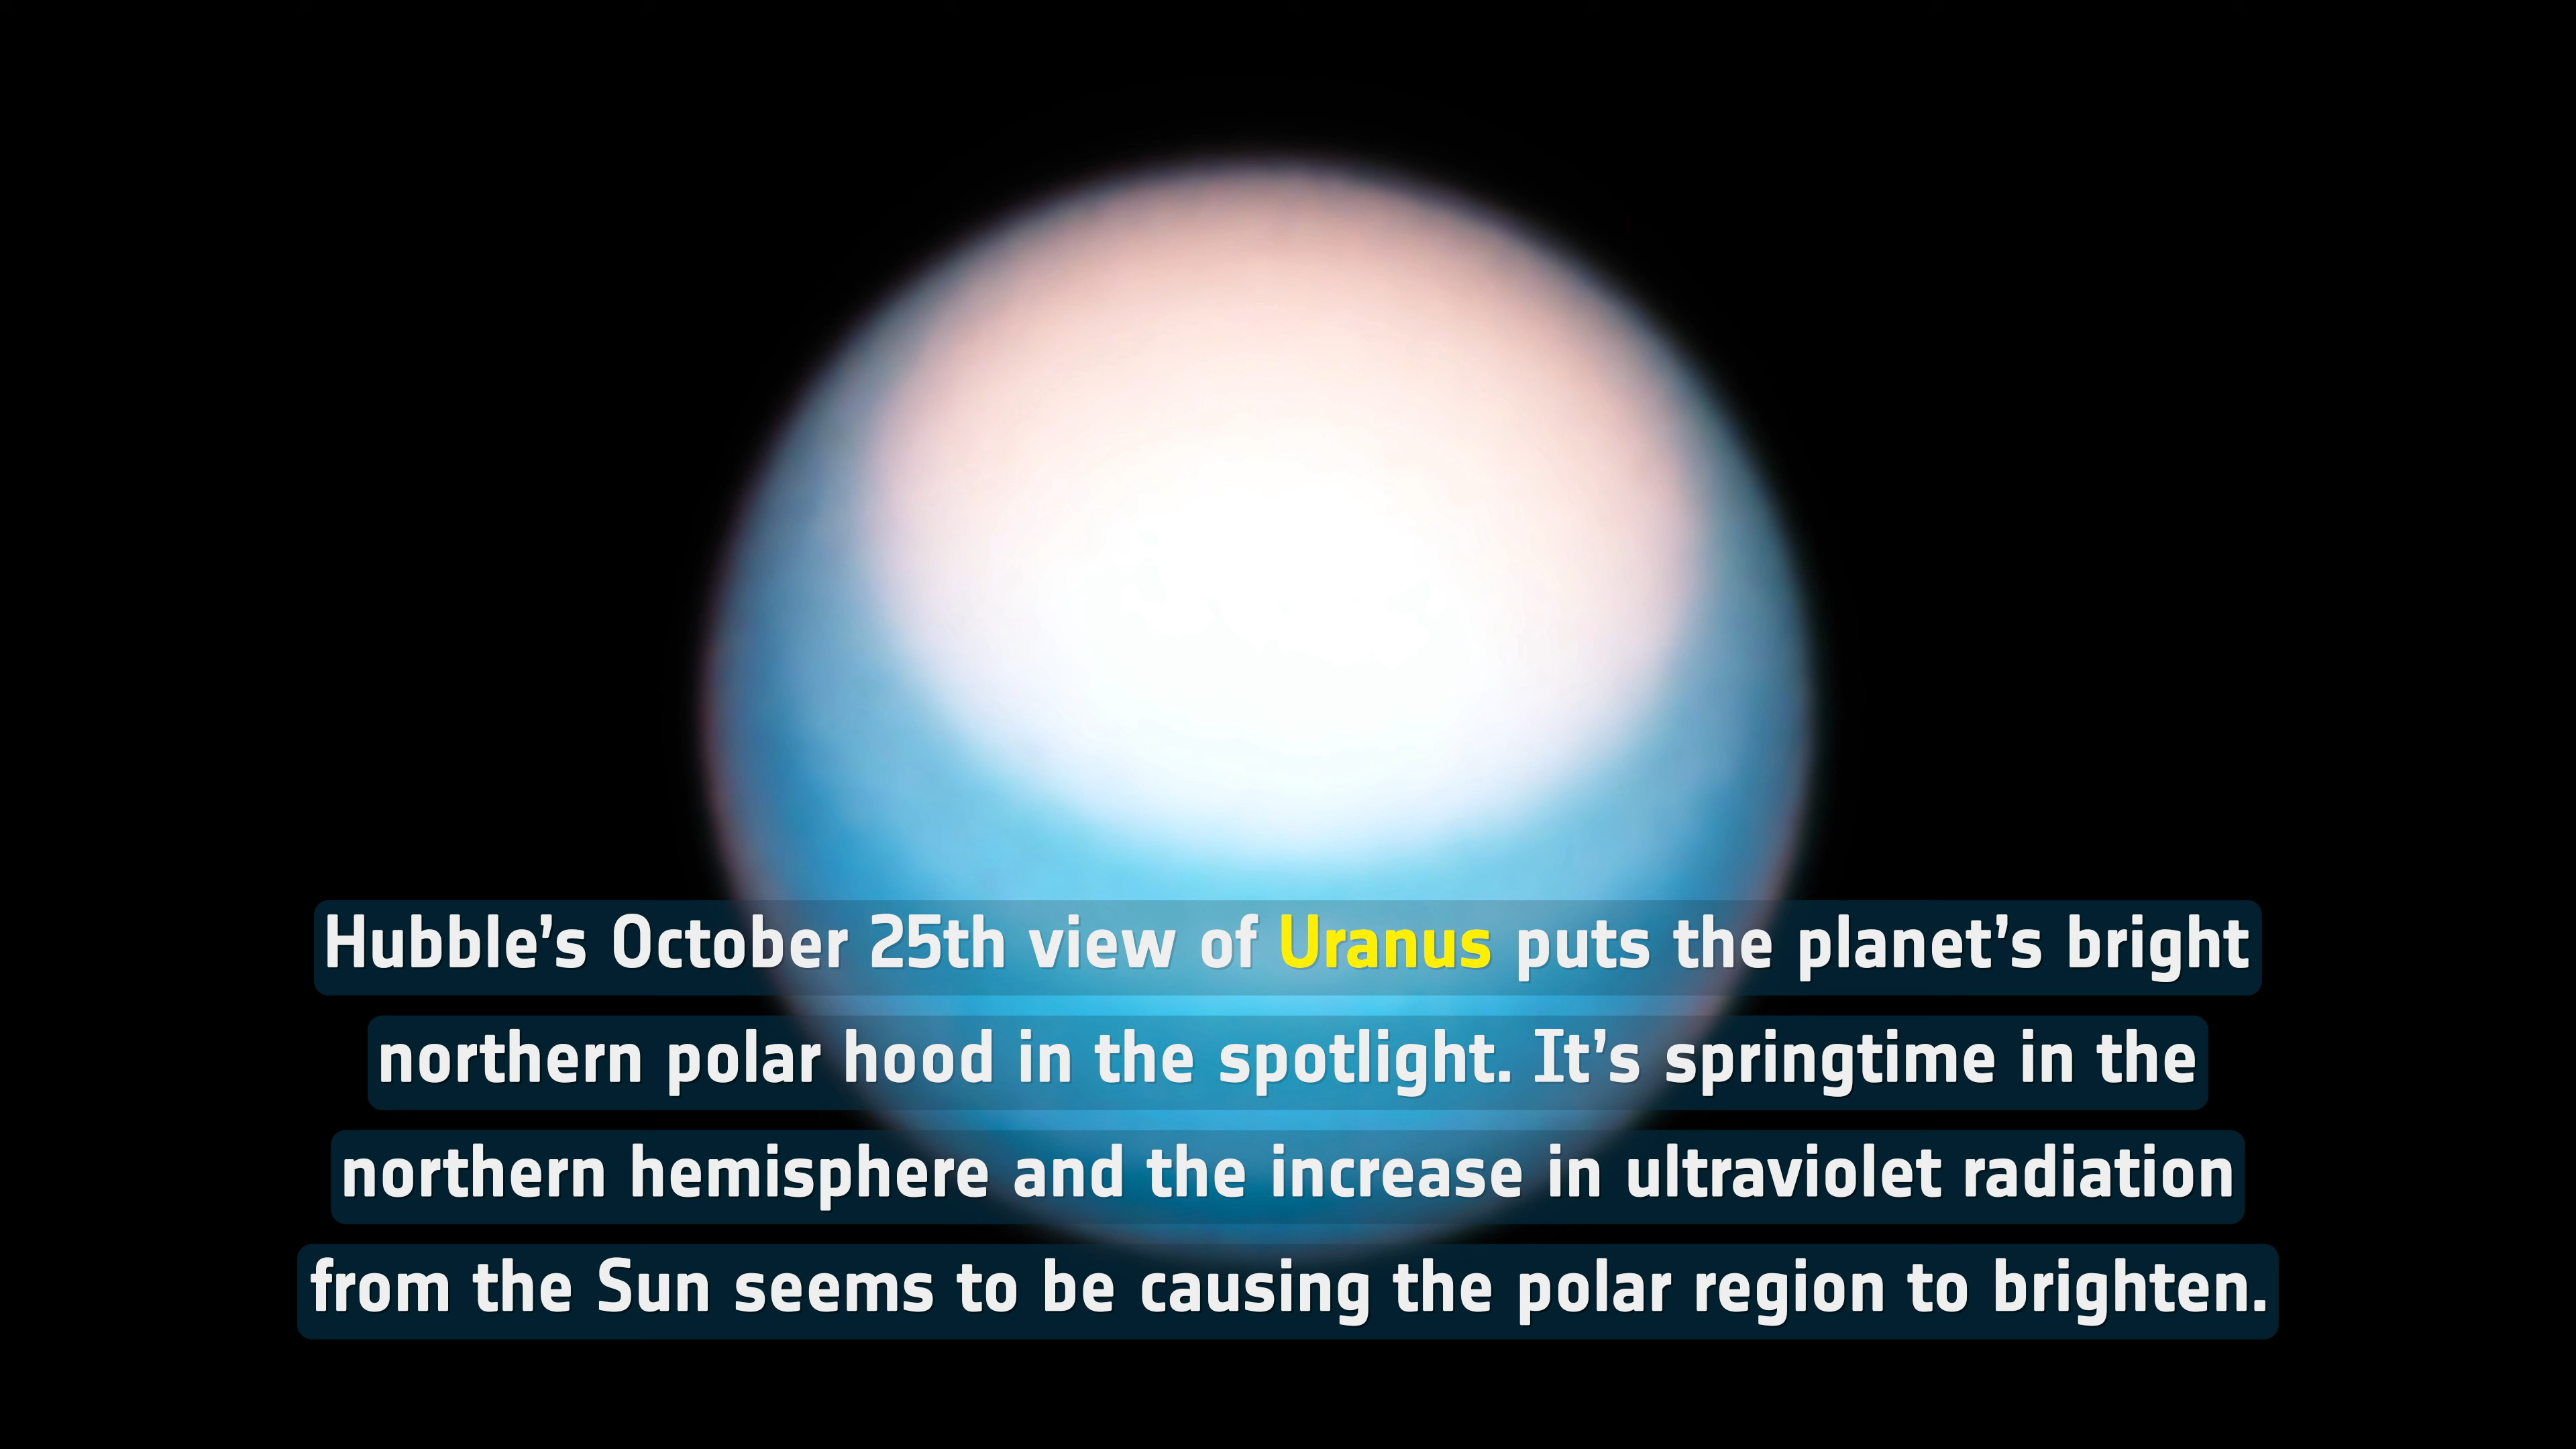 Hubble’s October 25th view of Uranus puts the planet’s bright
northern polar hood in the spotlight. It’s springtime in the
northern hemisphere and the increase in ultraviolet radiation
from the Sun seems to be causing the polar region to brighten.